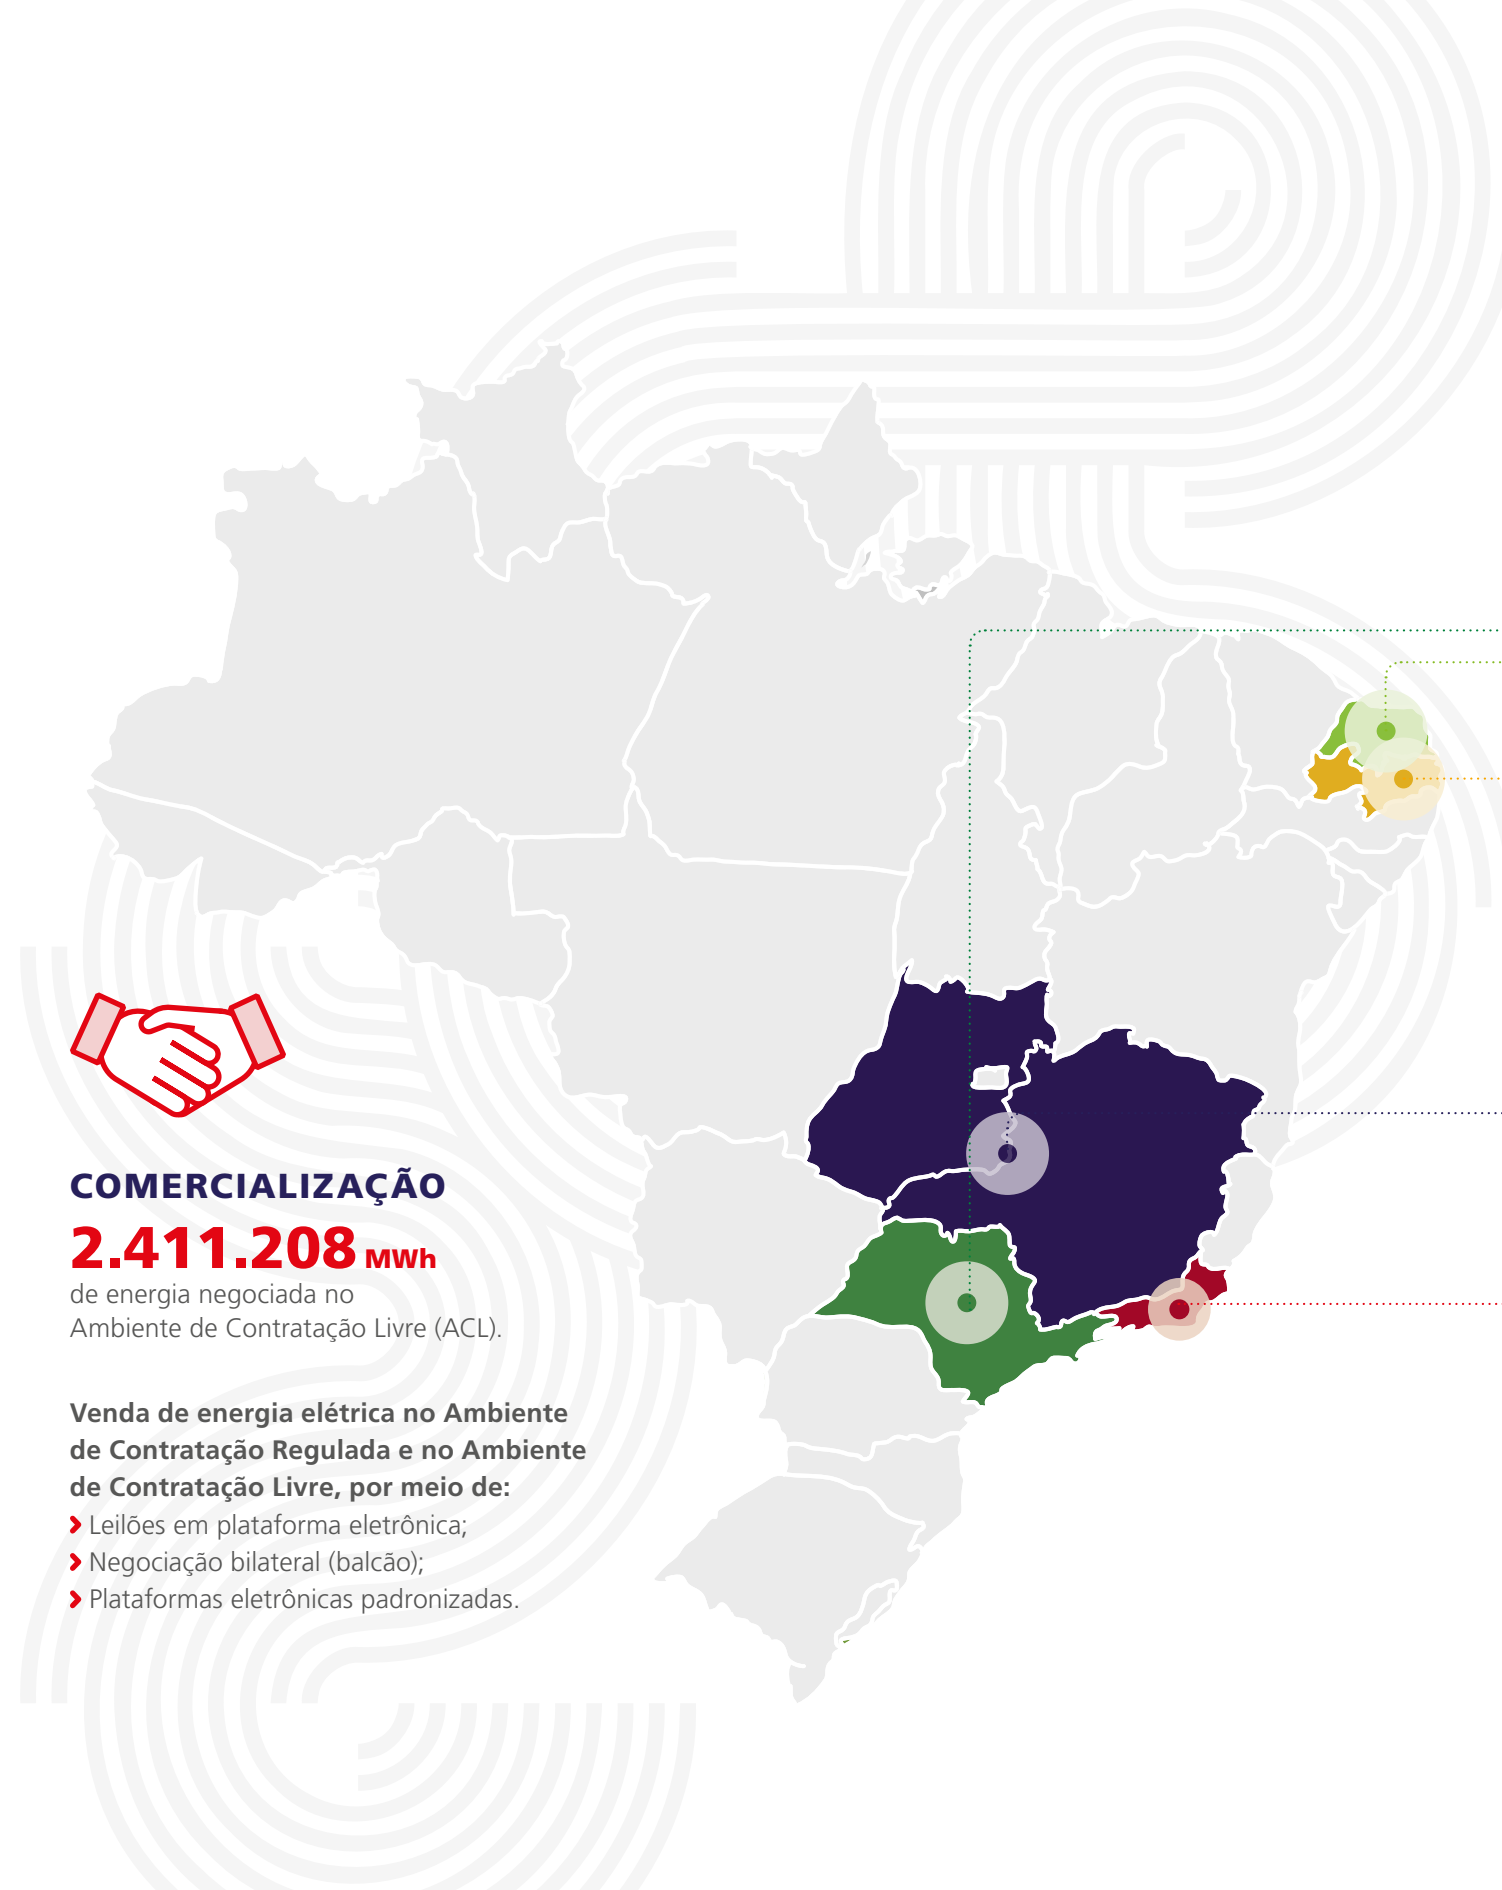 COMERCIALIZAÇÃO
2.411.208 MWh
de energia negociada no
Ambiente de Contratação Livre (ACL).
Venda de energia elétrica no Ambiente
de Contratação Regulada e no Ambiente
de Contratação Livre, por meio de:
Leilões em plataforma eletrônica;
Negociação bilateral (balcão);
Plataformas eletrônicas padronizadas.